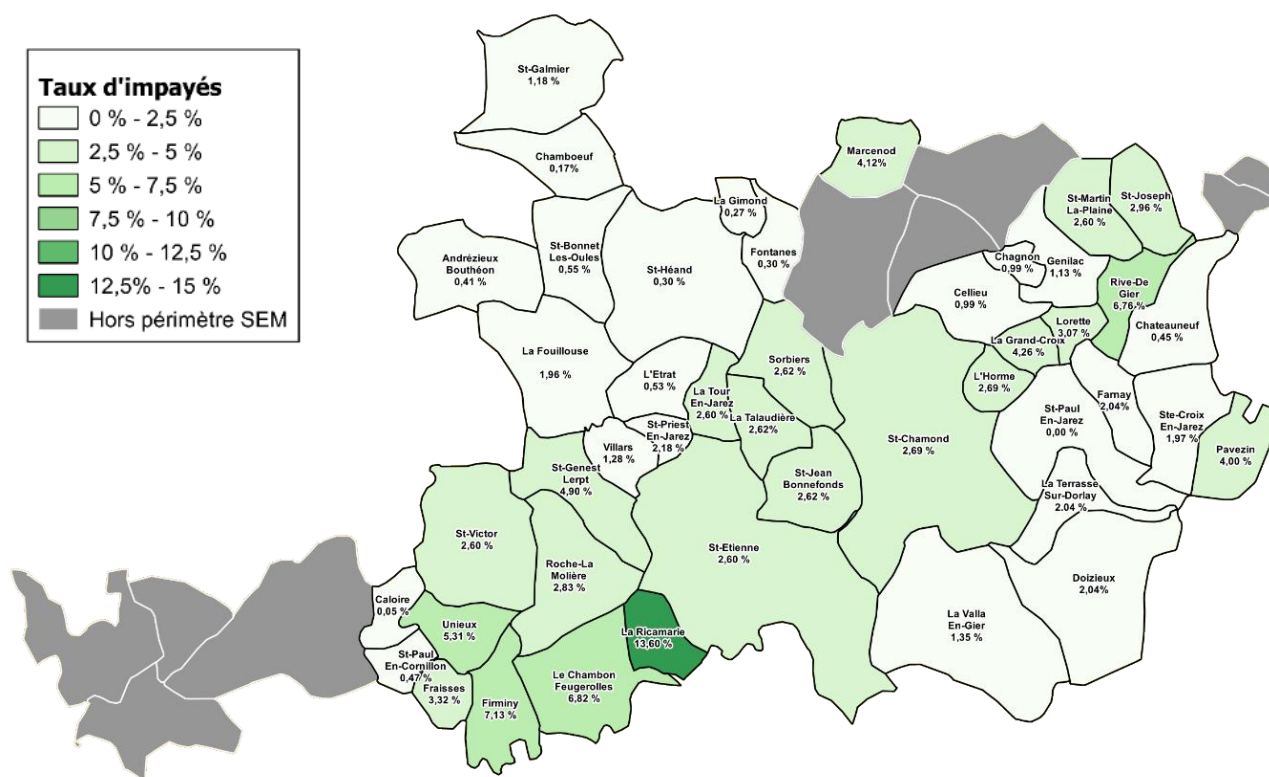 Taux d'impayés
0 % - 2,5 %
2,5 % - 5 %
5 % - 7,5 %
7,5 % - 10 %
10 % - 12,5 %
12,5% - 15 %
Hors périmètre SEM
St-Galmier
1,18 %
Chamboeuf
0,17%
Marcenod
4,12%
La Gimond
0,27 %
St-Martin
La-Plaine
2,60 %
St-Joseph
2,96 %
Andrézieux
Bouthéon
0,41 %
St-Bonnet
Les-Oules
0,55 %
St-Héand
0,30 %
Fontanes
0,30 %
Chagnon
0,99 %
Genilac
1,13 %
Cellieu
0,99 %
Rive-De
Gier
6,76 %
Lorette
3,07 %
Chateauneuf
0,45 %
La Grand-Croix
4,26 %
La Fouillouse
1,96 %
L'Etrat
0,53 %
Sorbiers
2,62 %
L'Horme
2,69 %
La Tour
En-Jarez
2,60 %
La Talaudière
2,62%
Farnay
2,04%
St-Paul
En-Jarez
0,00 %
Ste-Croix
En-Jarez
1,97 %
St-Priest
En-Jarez
2,18 %
Villars
1,28 %
St-Chamond
2,69 %
Pavezin
4,00 %
St-Genest
Lerpt
4,90 %
St-Jean
Bonnefonds
2,62 %
La Terrasse
Sur-Dorlay
2.04 %
St-Victor
2,60 %
St-Etienne
2,60 %
Roche-La
Molière
2,83 %
Doizieux
2,04%
Caloire
0,05 %
Unieux
5,31 %
La Ricamarie
13,60 %
La Valla
En-Gier
1,35 %
St-Paul
En-Cornillon
0,47%
Fraisses
3,32 %
Le Chambon
Feugerolles
6,82 %
Firminy
7,13 %